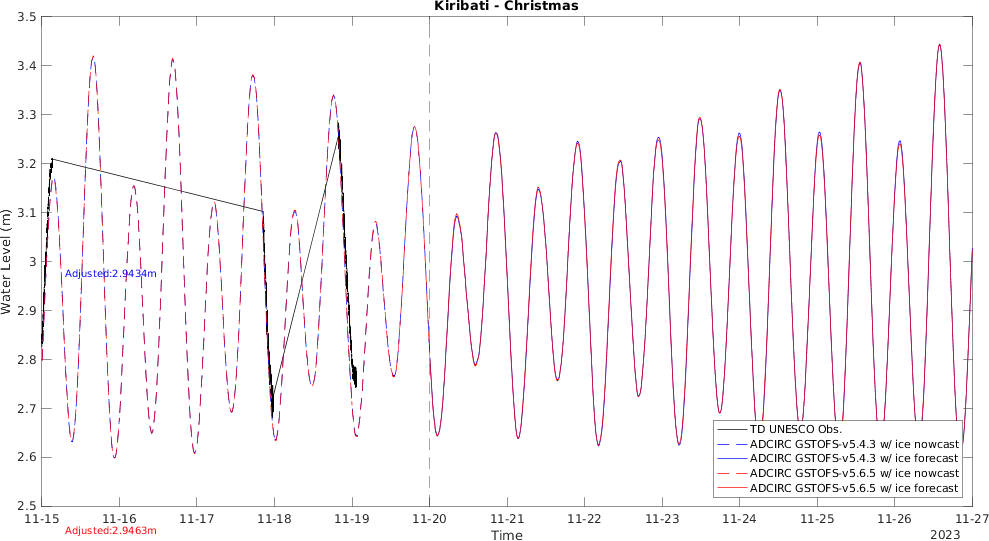 Kiribati - Christmas
3.5
3.4
3.3
3.2
3.1
3
2.9
2.8
2.7
2.6
2.5
Water Level (m)
Adjusted:2.9434m
Adjusted:2.9463m
TD UNESCO Obs.
ADCIRC GSTOFS-v5.4.3 w/ ice nowcast
ADCIRC GSTOFS-v5.4.3 w/ ice forecast
ADCIRC GSTOFS-v5.6.5 w/ ice nowcast
ADCIRC GSTOFS-v5.6.5 w/ ice forecast
11-15 11-16 11-17 11-18 11-19 11-20 11-21 11-22 11-23 11-24 11-25 11-26 11-27
Time
2023